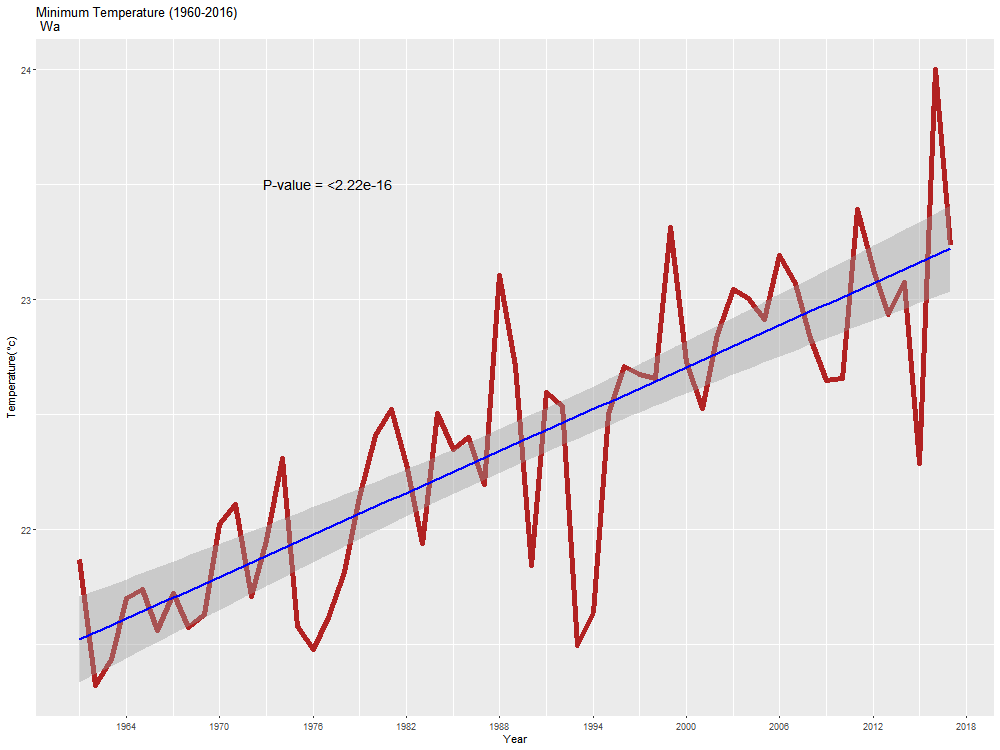 Minimum Temperature (1960-2016)
Wa
24
P-value = <2.22e-16
23
Temperature(°c)
22
1964 1970 1976 1982 1988 1994 2000 2006 2012 2018
Year